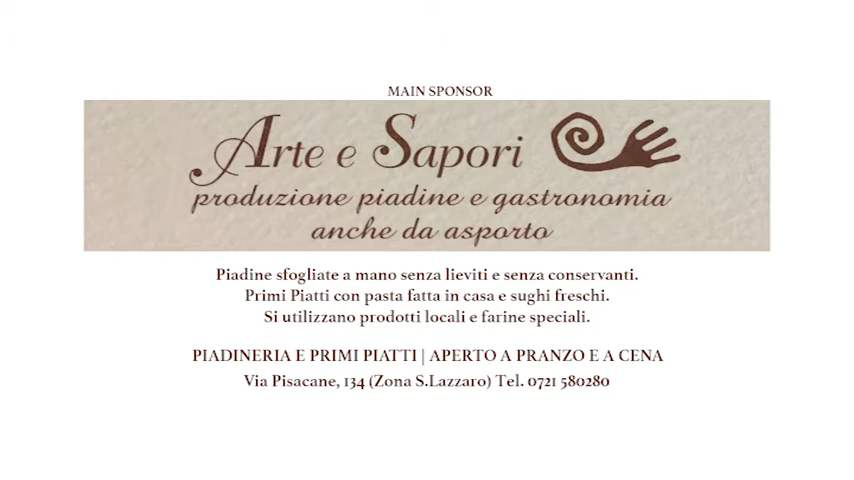 MAIN SPONSOR
Arte e Sapori
produzione piadine e gastronomia
anche da asporto
Piadine sfogliate a mano senza lieviti e senza conservanti.
Primi Piatti con pasta fatta in casa e sughi freschi.
Si utilizzano prodotti locali e farine speciali.
PIADINERIA E PRIMI PIATTI | APERTO A PRANZO E A CENA
Via Pisacane, 134 (Zona S.Lazzaro) Tel. 0721 580280